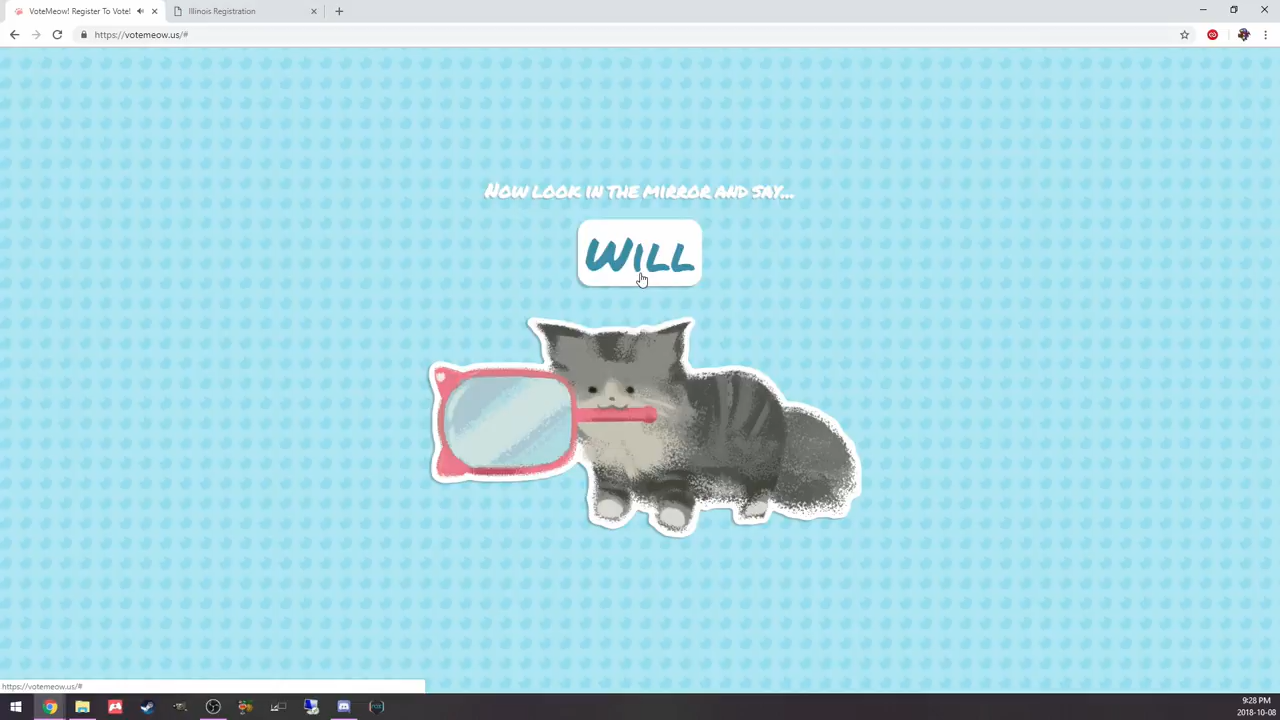 VoteMeow! Register To Vote!
Illinois Registration
https://votemeow.us/#
Now look in the mirror and say...
Will
https://votemeow.us/#
9:28 PM
2018-10-08